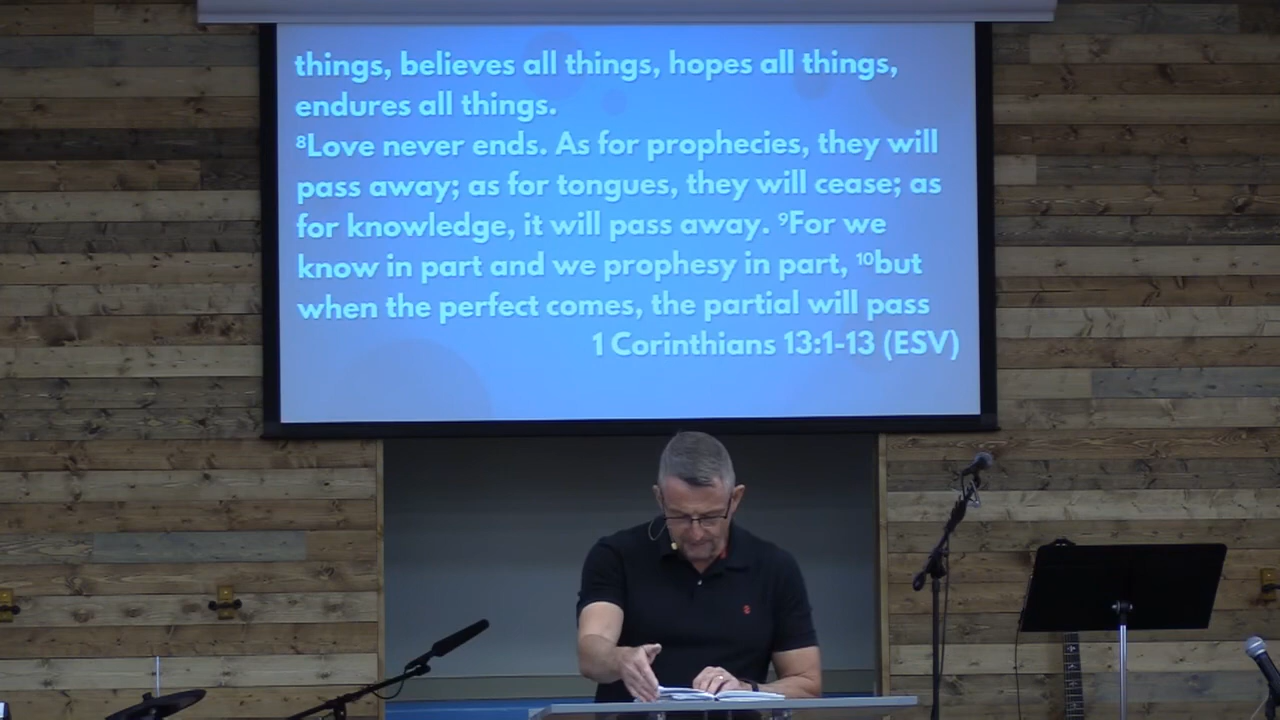 things, believes all things, hopes all things,
endures all things.
⁸Love never ends. As for prophecies, they will
pass away; as for tongues, they will cease; as
for knowledge, it will pass away. ⁹For we
know in part and we prophesy in part, ¹⁰but
when the perfect comes, the partial will pass
1 Corinthians 13:1-13 (ESV)